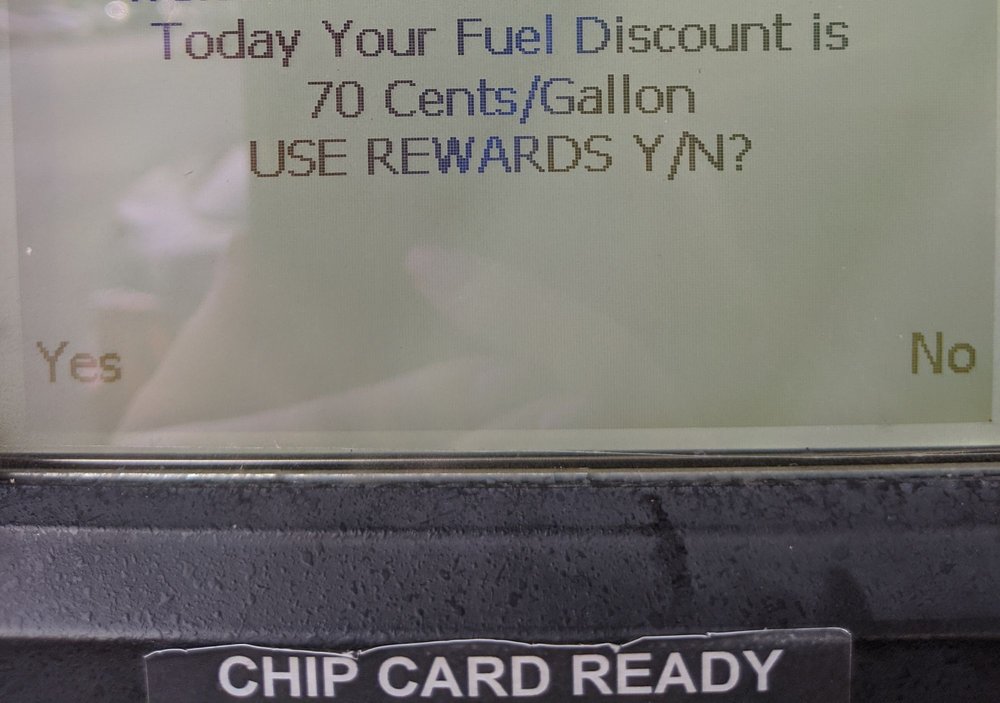 Today Your Fuel Discount is
70 Cents/Gallon
USE REWARDS Y/N?
Yes No
CHIP CARD READY